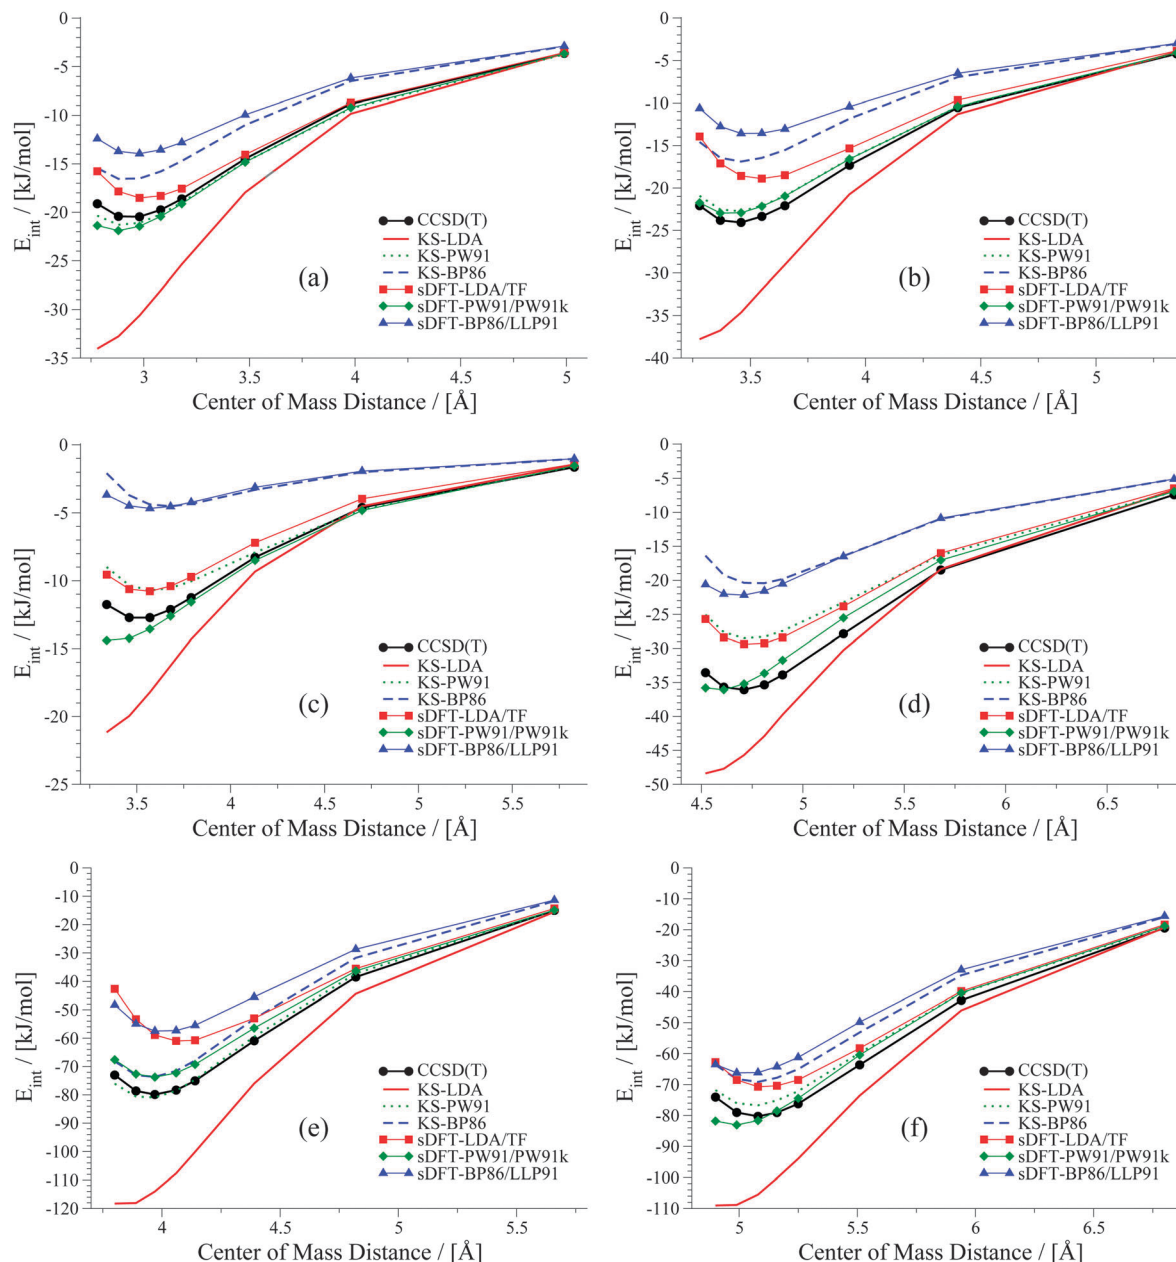 0
-5
-10
-15
-20
-25
-30
-35
E_int / [kJ/mol]
3
3.5
4
4.5
5
Center of Mass Distance / [Å]
(a)
CCSD(T)
KS-LDA
KS-PW91
KS-BP86
sDFT-LDA/TF
sDFT-PW91/PW91k
sDFT-BP86/LLP91
0
-5
-10
-15
-20
-25
-30
-35
-40
E_int / [kJ/mol]
3.5
4
4.5
5
Center of Mass Distance / [Å]
(b)
CCSD(T)
KS-LDA
KS-PW91
KS-BP86
sDFT-LDA/TF
sDFT-PW91/PW91k
sDFT-BP86/LLP91
0
-5
-10
-15
-20
-25
E_int / [kJ/mol]
3.5
4
4.5
5
5.5
Center of Mass Distance / [Å]
(c)
CCSD(T)
KS-LDA
KS-PW91
KS-BP86
sDFT-LDA/TF
sDFT-PW91/PW91k
sDFT-BP86/LLP91
0
-5
-10
-15
-20
-25
-30
-35
-40
-45
-50
E_int / [kJ/mol]
4.5
5
5.5
6
6.5
Center of Mass Distance / [Å]
(d)
CCSD(T)
KS-LDA
KS-PW91
KS-BP86
sDFT-LDA/TF
sDFT-PW91/PW91k
sDFT-BP86/LLP91
0
-10
-20
-30
-40
-50
-60
-70
-80
-90
-100
-110
-120
E_int / [kJ/mol]
4
4.5
5
5.5
Center of Mass Distance / [Å]
(e)
CCSD(T)
KS-LDA
KS-PW91
KS-BP86
sDFT-LDA/TF
sDFT-PW91/PW91k
sDFT-BP86/LLP91
0
-10
-20
-30
-40
-50
-60
-70
-80
-90
-100
-110
E_int / [kJ/mol]
5
5.5
6
6.5
Center of Mass Distance / [Å]
(f)
CCSD(T)
KS-LDA
KS-PW91
KS-BP86
sDFT-LDA/TF
sDFT-PW91/PW91k
sDFT-BP86/LLP91